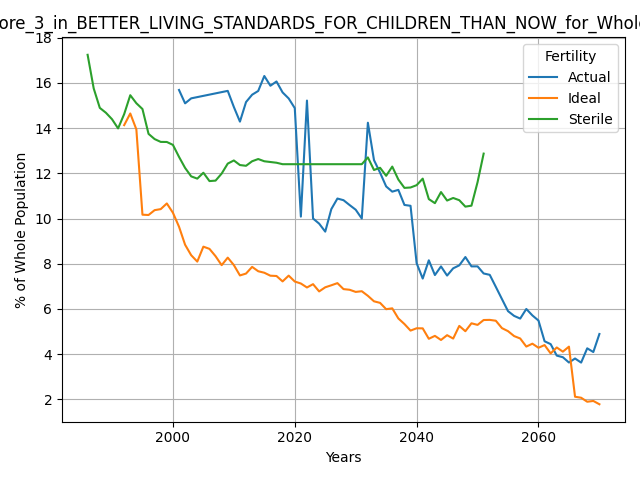 ore_3_in_BETTER_LIVING_STANDARDS_FOR_CHILDREN_THAN_NOW_for_Whole
18
16
14
12
10
8
6
4
2
% of Whole Population
2000 2020 2040 2060
Years
Fertility
Actual
Ideal
Sterile